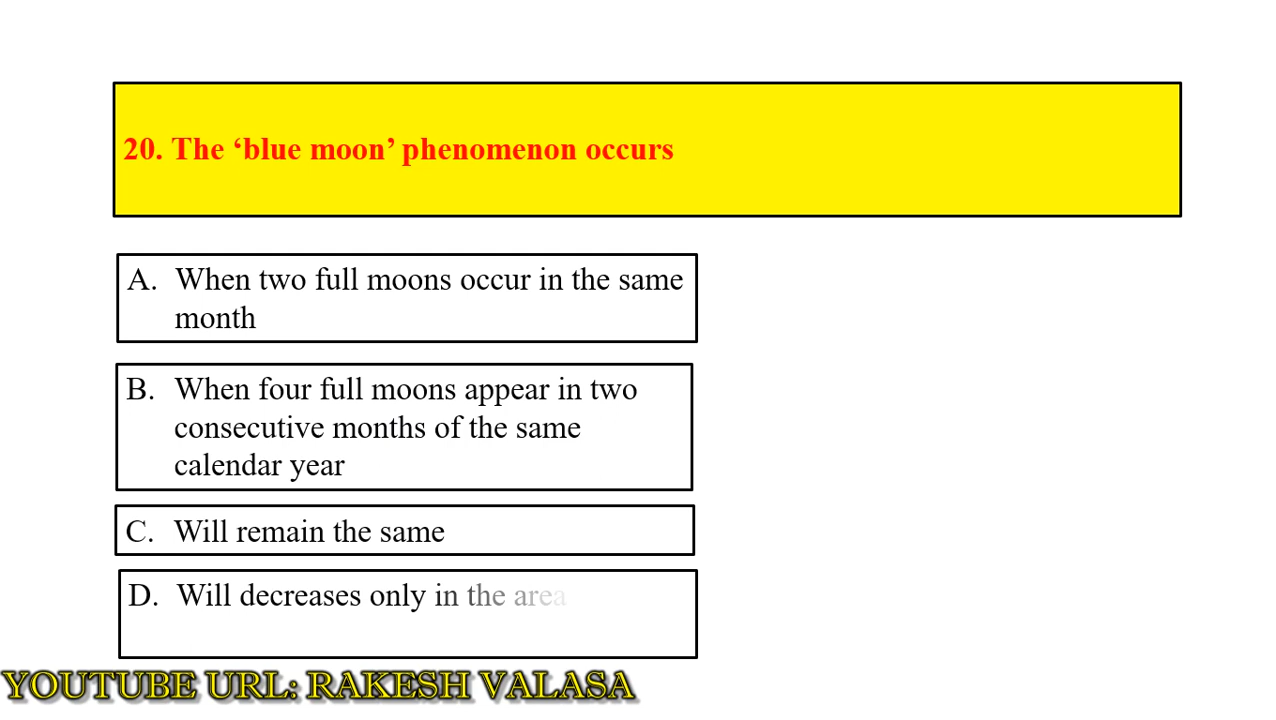 20. The ‘blue moon’ phenomenon occurs
A. When two full moons occur in the same
month
B. When four full moons appear in two
consecutive months of the same
calendar year
C. Will remain the same
D. Will decreases only in the area
YOUTUBE URL: RAKESH VALASA